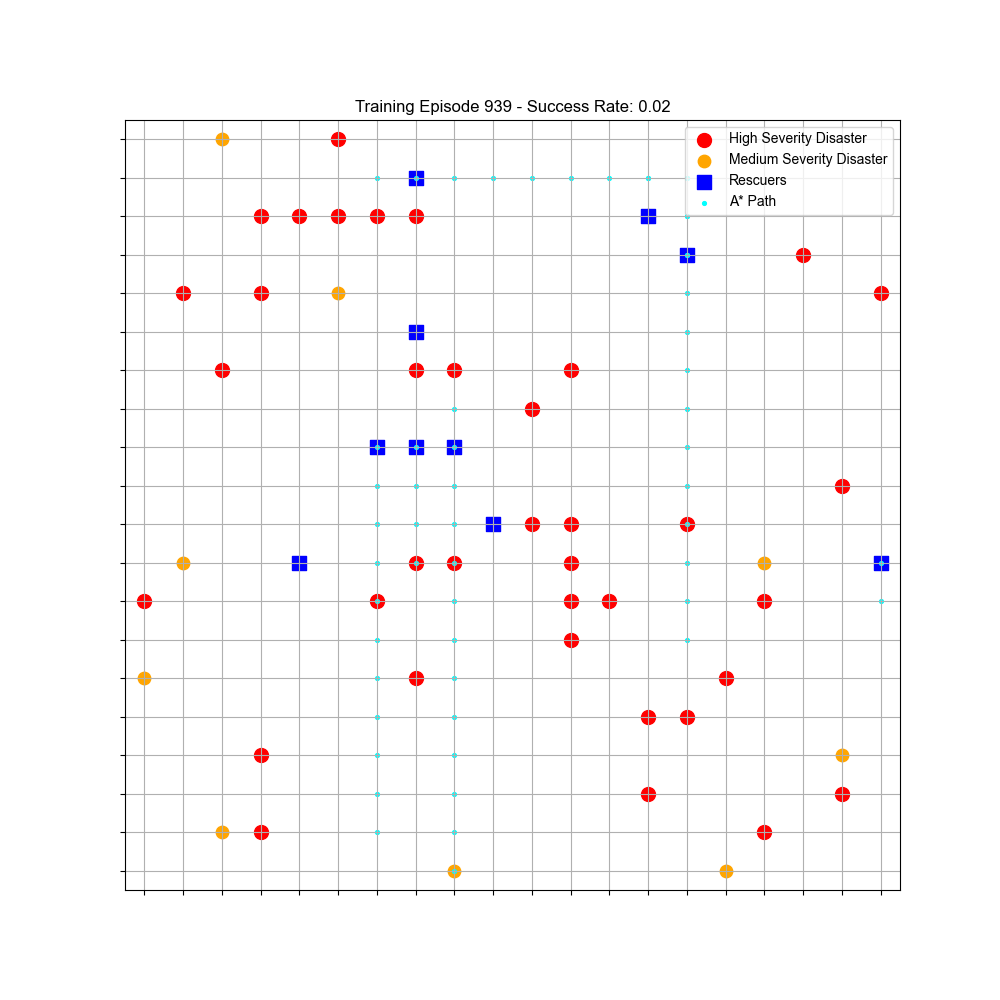 Training Episode 939 - Success Rate: 0.02
High Severity Disaster
Medium Severity Disaster
Rescuers
A* Path